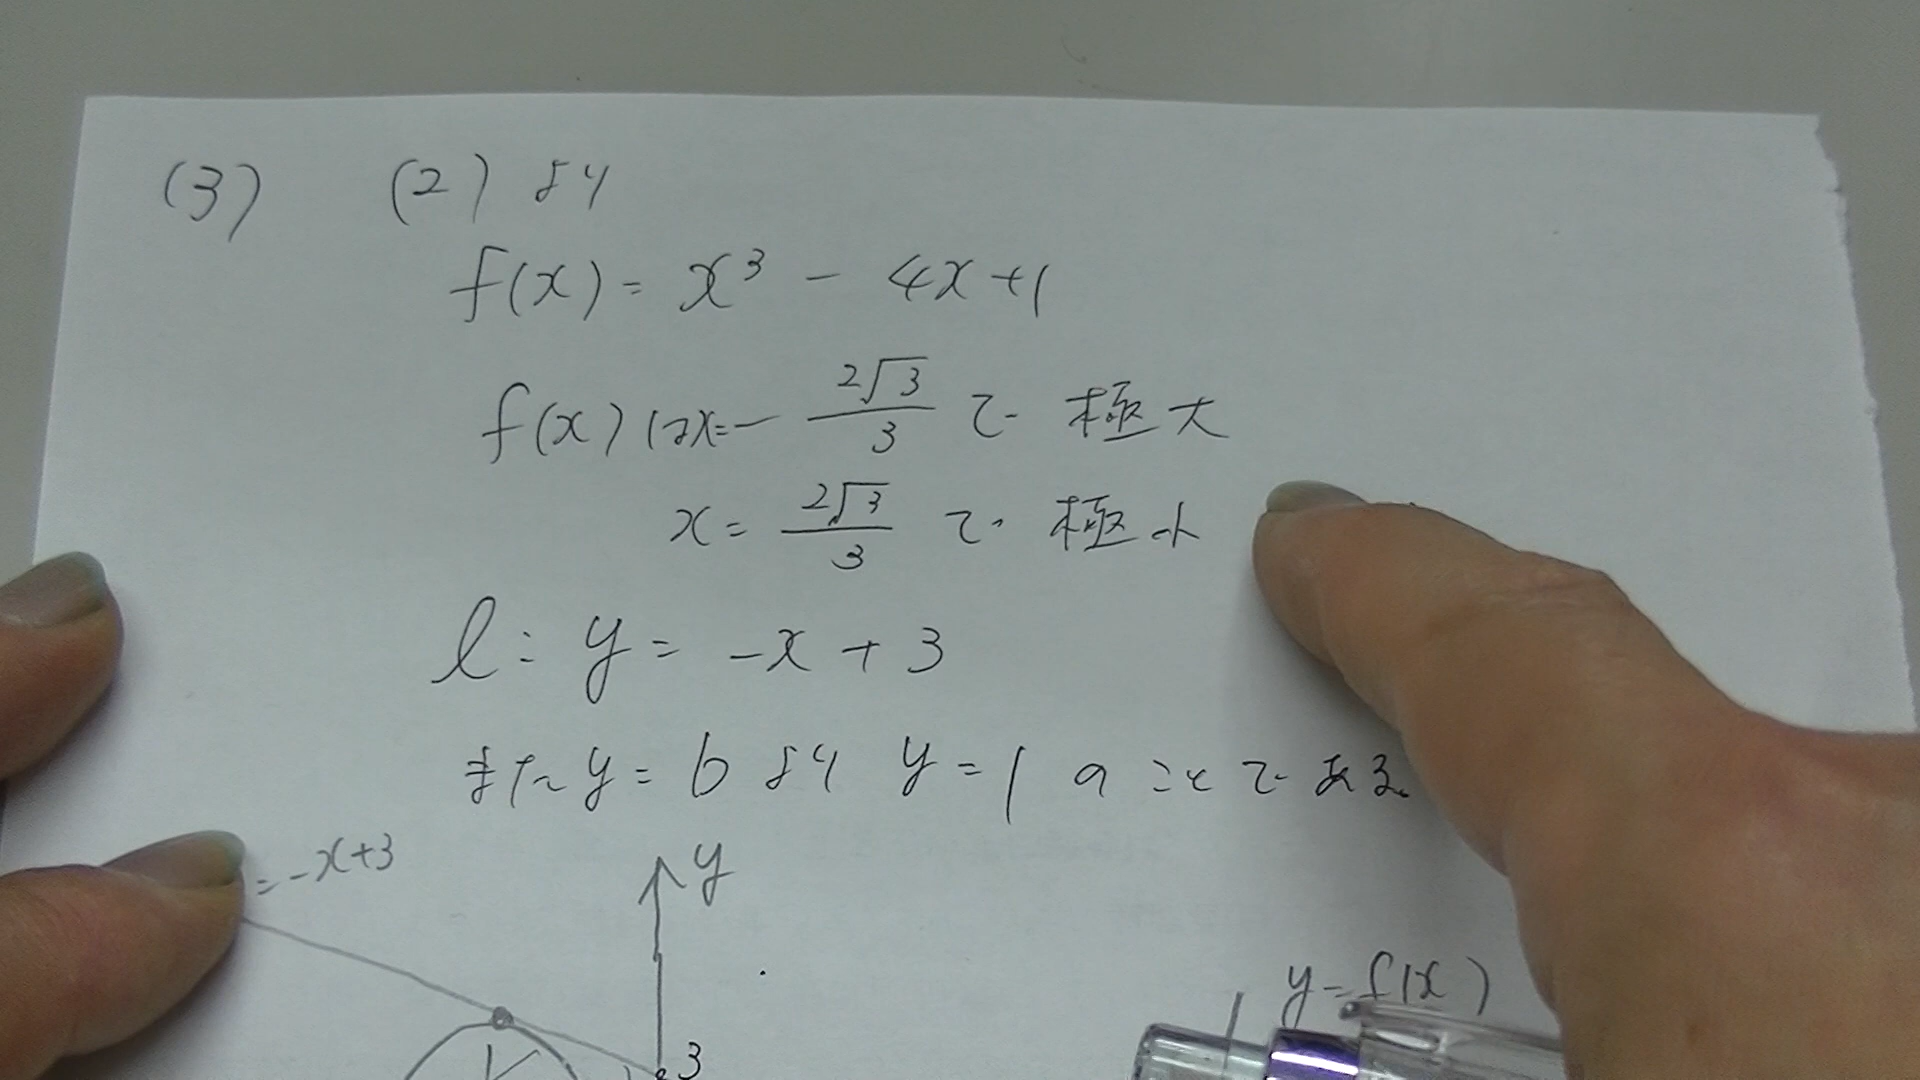 (3) (2) より
f(x) = x³ - 4x+1
f(x) はx=- 2√3/3 で 極大
x= 2√3/3 で 極小
l: y = -x + 3
また y = b より y = 1 のことである。
=-x+3
y
y=f(x)
3